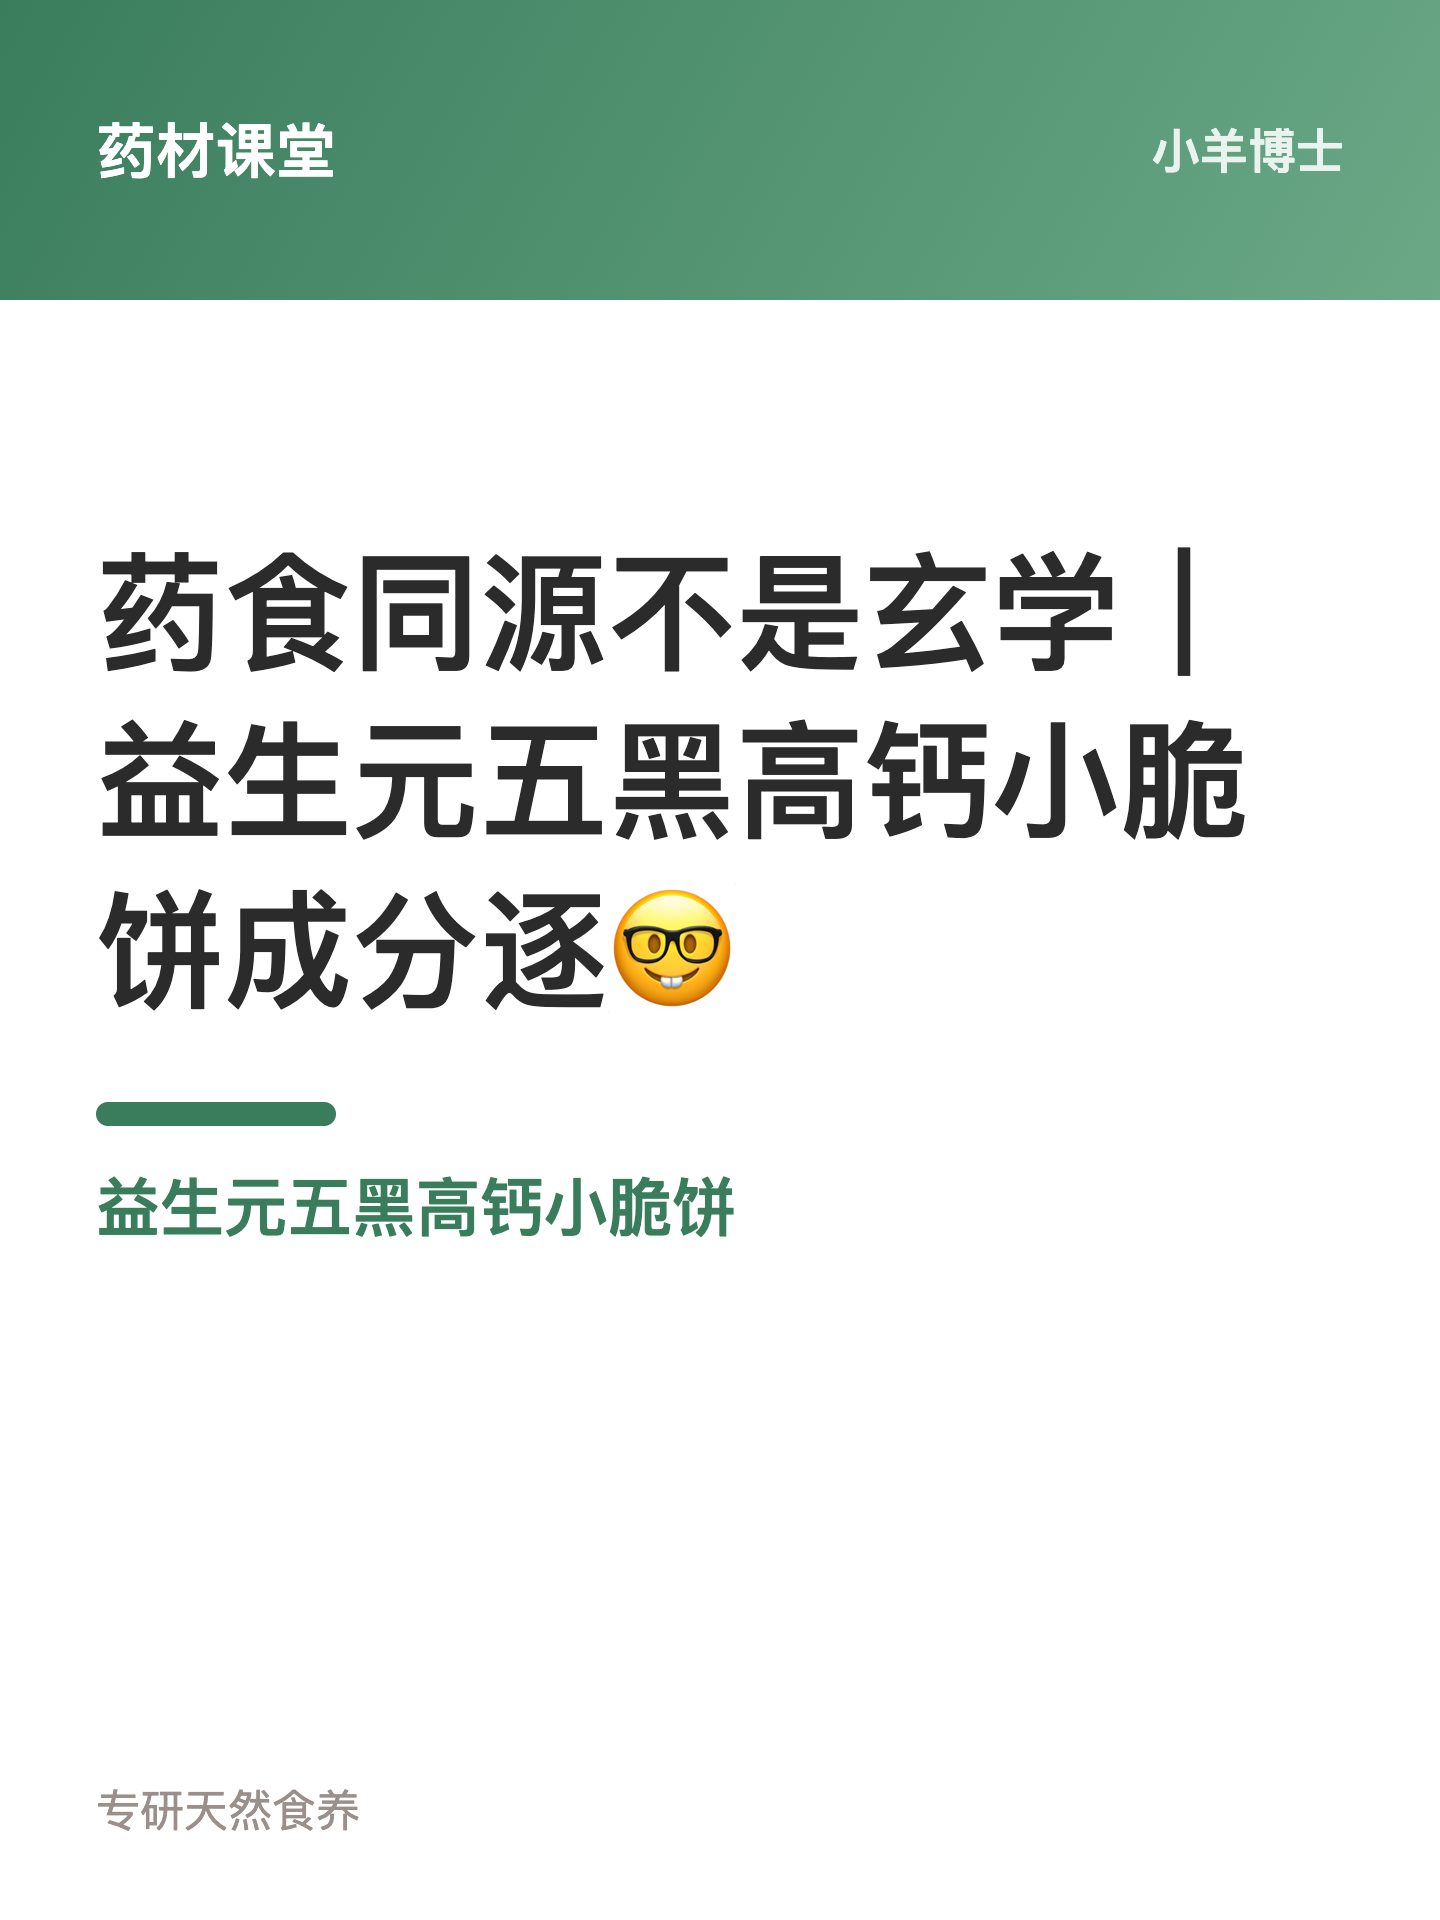 药材课堂
小羊博士
药食同源不是玄学｜
益生元五黑高钙小脆
饼成分逐🤓
益生元五黑高钙小脆饼
专研天然食养